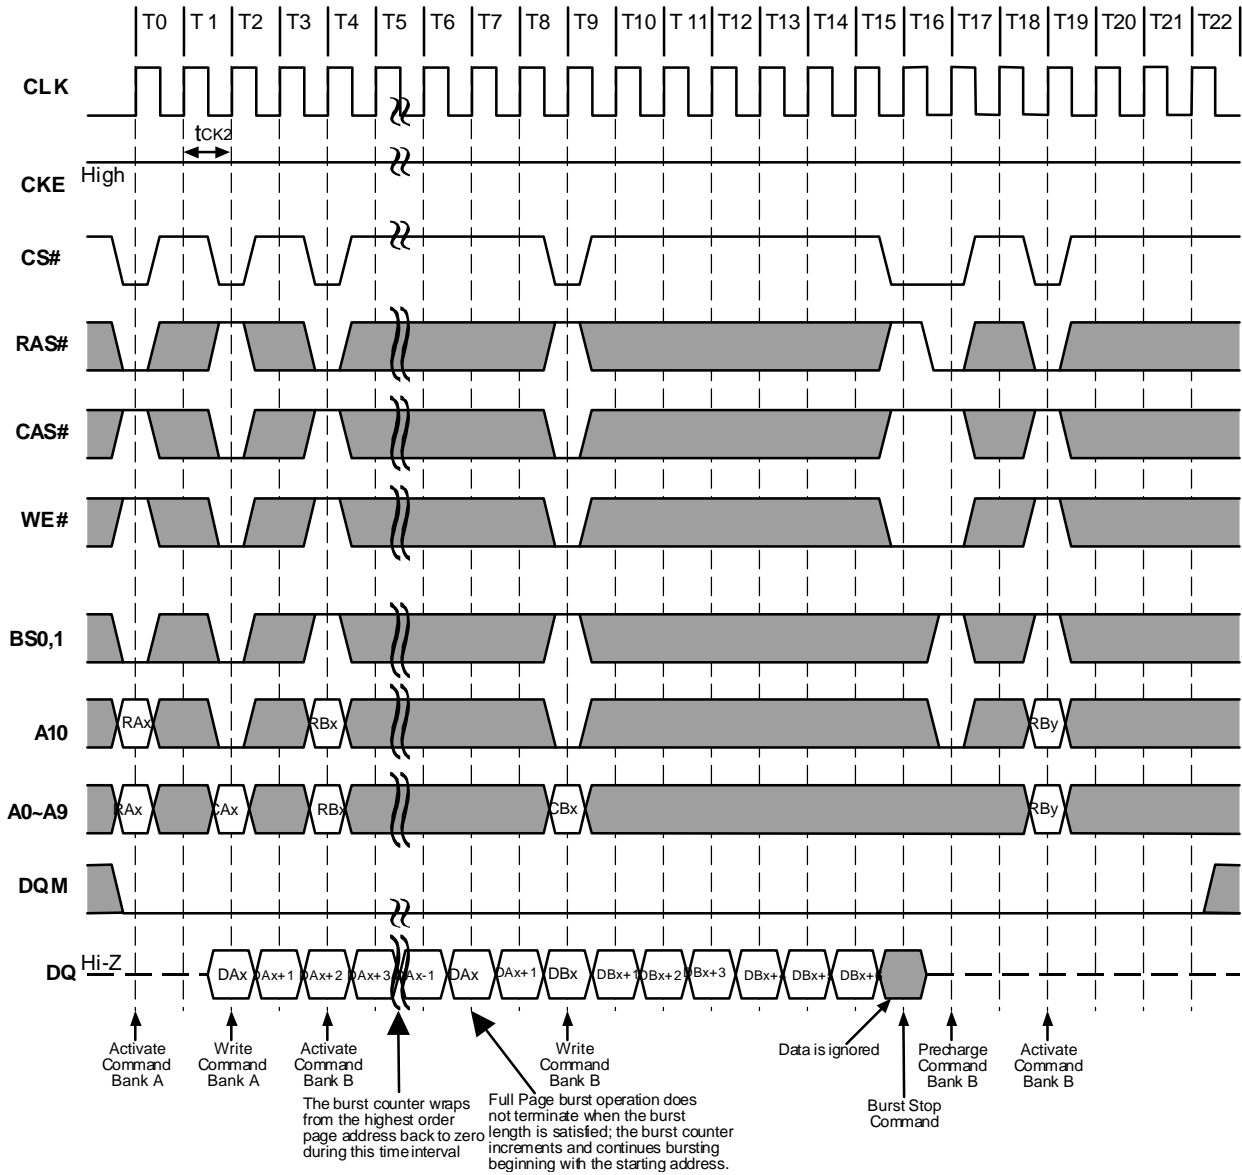 T0 T 1 T2 T3 T4 T5 T6 T7 T8 T9 T10 T 11 T12 T13 T14 T15 T16 T17 T18 T19 T20 T21 T22
CLK
tCK2
High
CKE
CS#
RAS#
CAS#
WE#
BS0,1
A10
RAx RBx RBy
A0~A9
RAx CAx RBx CBx RBy
DQM
DQ
Hi-Z
DAx DAx+1 DAx+2 DAx+3 DAx-1 DAx DAx+1 DBx DBx+1 DBx+2 DBx+3
Activate
Command
Bank A
Write
Command
Bank A
Activate
Command
Bank B
The burst counter wraps
from the highest order
page address back to zero
during this time interval
Full Page burst operation does
not terminate when the burst
length is satisfied; the burst counter
increments and continues bursting
beginning with the starting address.
Write
Command
Bank B
Data is ignored
Burst Stop
Command
Precharge
Command
Bank B
Activate
Command
Bank B